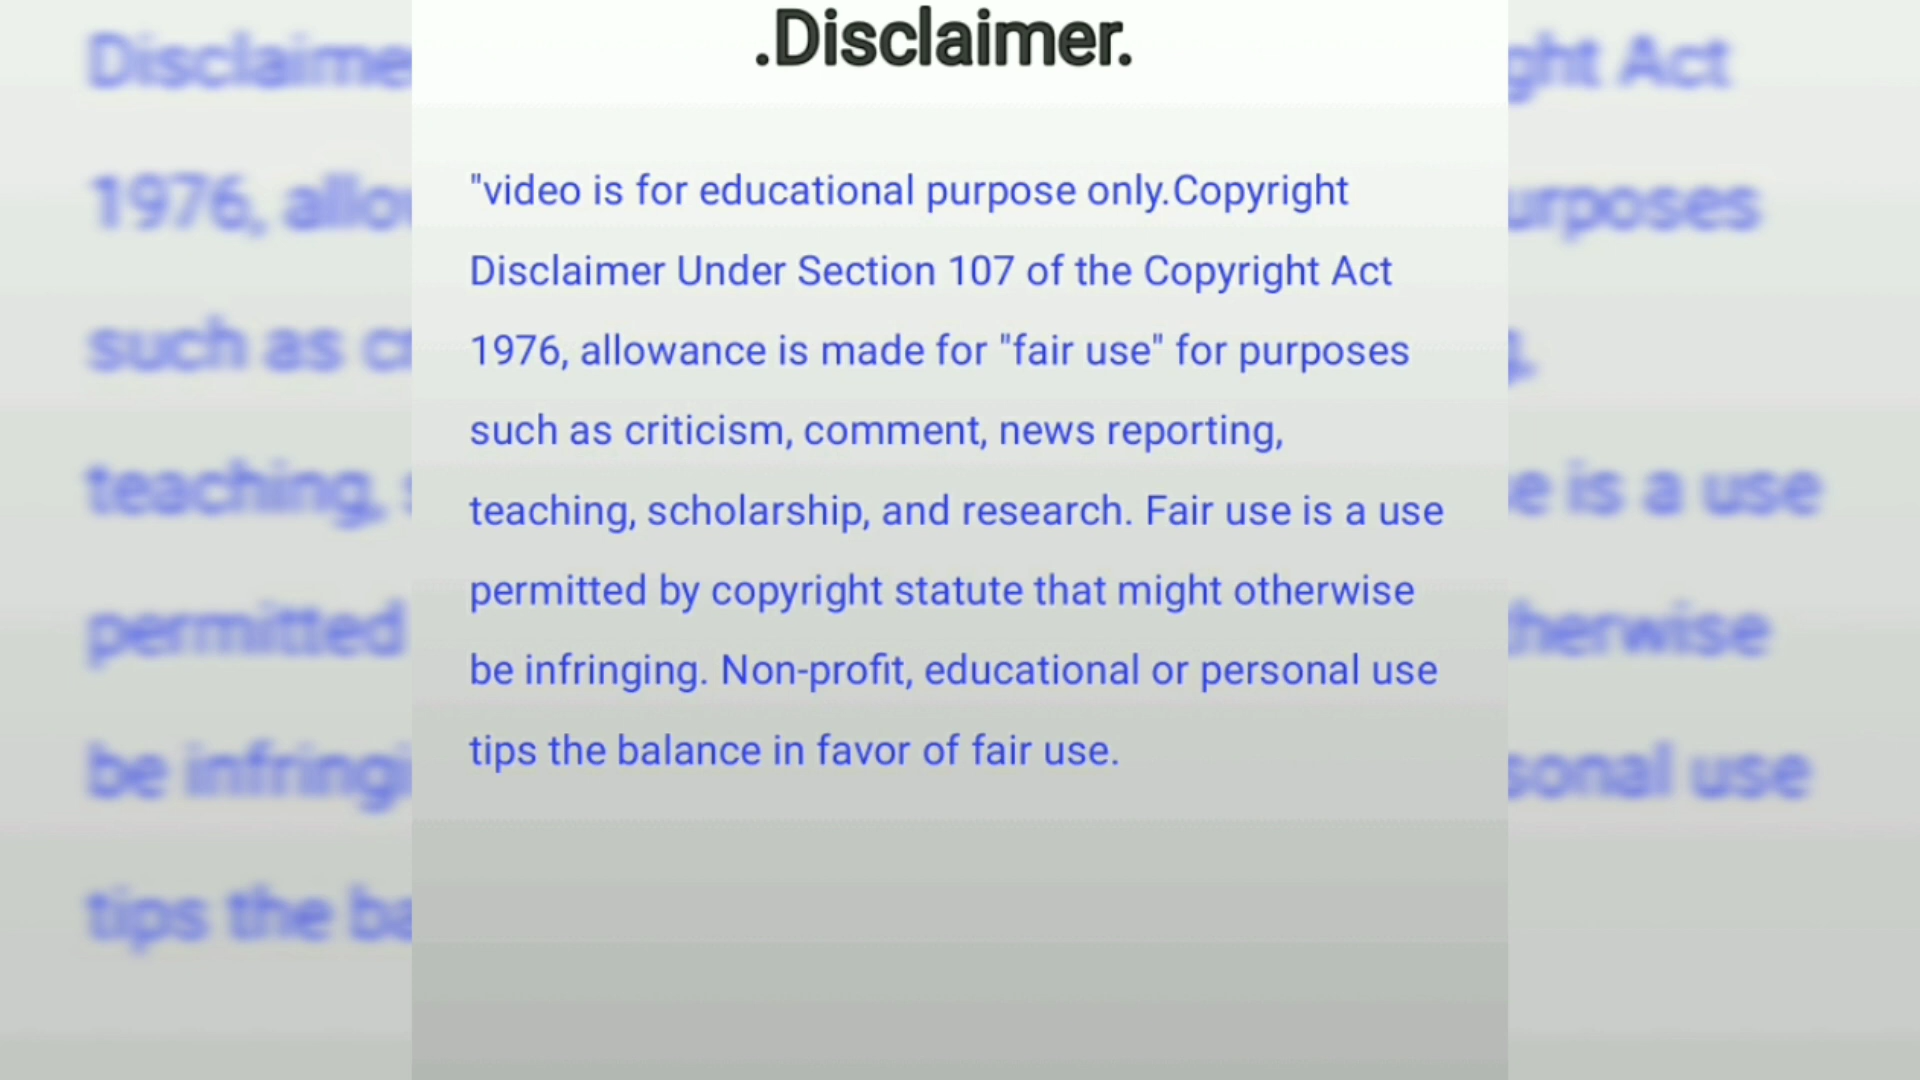 .Disclaimer.
"video is for educational purpose only.Copyright
Disclaimer Under Section 107 of the Copyright Act
1976, allowance is made for "fair use" for purposes
such as criticism, comment, news reporting,
teaching, scholarship, and research. Fair use is a use
permitted by copyright statute that might otherwise
be infringing. Non-profit, educational or personal use
tips the balance in favor of fair use.